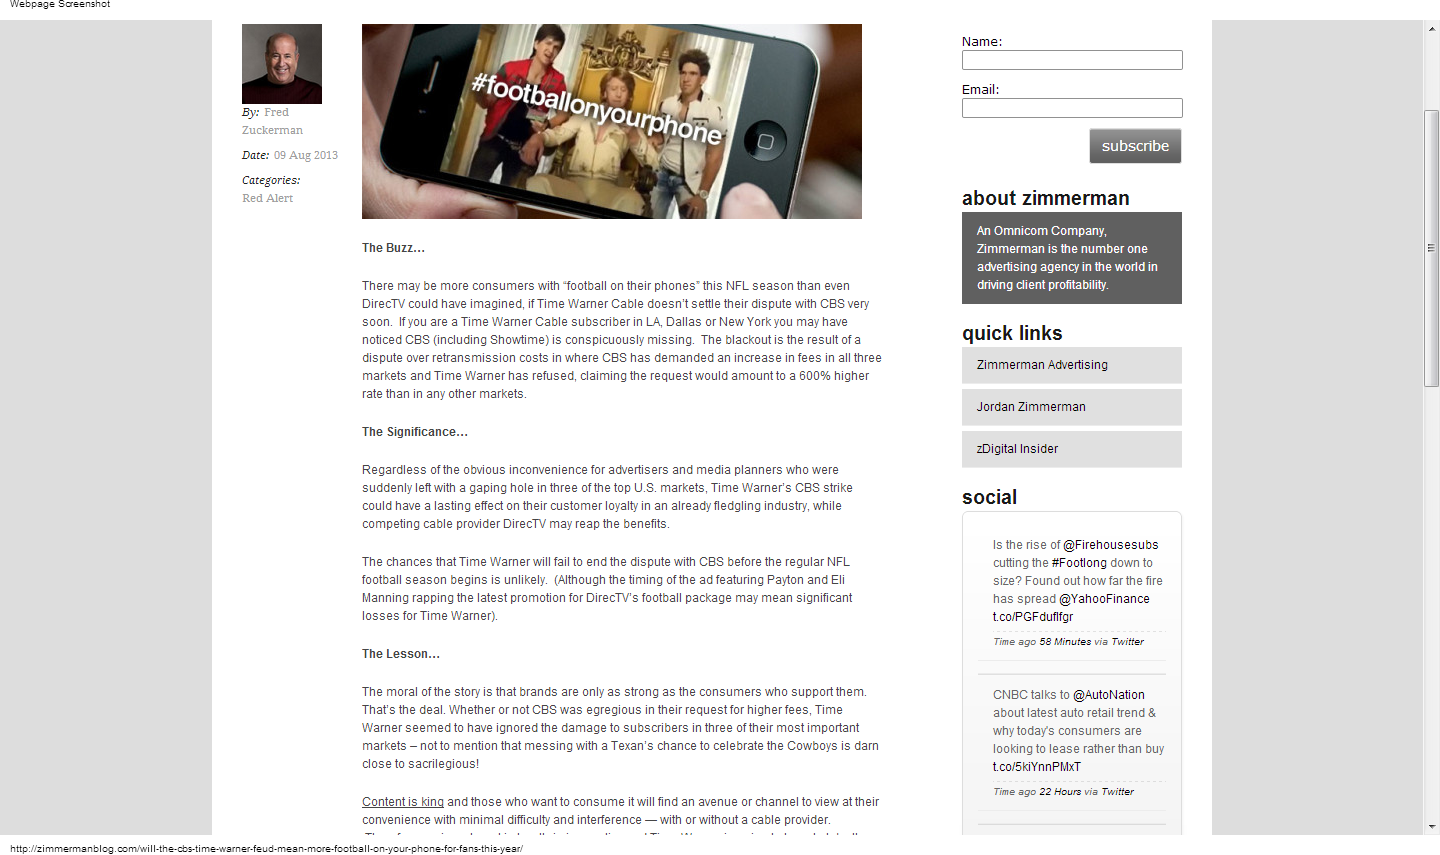 Webpage Screenshot
By: Fred
Zuckerman
Date: 09 Aug 2013
Categories:
Red Alert
#footballonyourphone
The Buzz…
There may be more consumers with “football on their phones” this NFL season than even
DirecTV could have imagined, if Time Warner Cable doesn’t settle their dispute with CBS very
soon.  If you are a Time Warner Cable subscriber in LA, Dallas or New York you may have
noticed CBS (including Showtime) is conspicuously missing.  The blackout is the result of a
dispute over retransmission costs in where CBS has demanded an increase in fees in all three
markets and Time Warner has refused, claiming the request would amount to a 600% higher
rate than in any other markets.
The Significance…
Regardless of the obvious inconvenience for advertisers and media planners who were
suddenly left with a gaping hole in three of the top U.S. markets, Time Warner’s CBS strike
could have a lasting effect on their customer loyalty in an already fledgling industry, while
competing cable provider DirecTV may reap the benefits.
The chances that Time Warner will fail to end the dispute with CBS before the regular NFL
football season begins is unlikely.  (Although the timing of the ad featuring Payton and Eli
Manning rapping the latest promotion for DirecTV’s football package may mean significant
losses for Time Warner).
The Lesson…
The moral of the story is that brands are only as strong as the consumers who support them.
That’s the deal. Whether or not CBS was egregious in their request for higher fees, Time
Warner seemed to have ignored the damage to subscribers in three of their most important
markets – not to mention that messing with a Texan’s chance to celebrate the Cowboys is darn
close to sacrilegious!
Content is king and those who want to consume it will find an avenue or channel to view at their
convenience with minimal difficulty and interference — with or without a cable provider.
Name:
Email:
subscribe
about zimmerman
An Omnicom Company,
Zimmerman is the number one
advertising agency in the world in
driving client profitability.
quick links
Zimmerman Advertising
Jordan Zimmerman
zDigital Insider
social
Is the rise of @Firehousesubs
cutting the #Footlong down to
size? Found out how far the fire
has spread @YahooFinance
t.co/PGFduflfgr
Time ago 58 Minutes via Twitter
CNBC talks to @AutoNation
about latest auto retail trend &
why today's consumers are
looking to lease rather than buy
t.co/5kiYnnPMxT
Time ago 22 Hours via Twitter
http://zimmermanblog.com/will-the-cbs-time-warner-feud-mean-more-football-on-your-phone-for-fans-this-year/